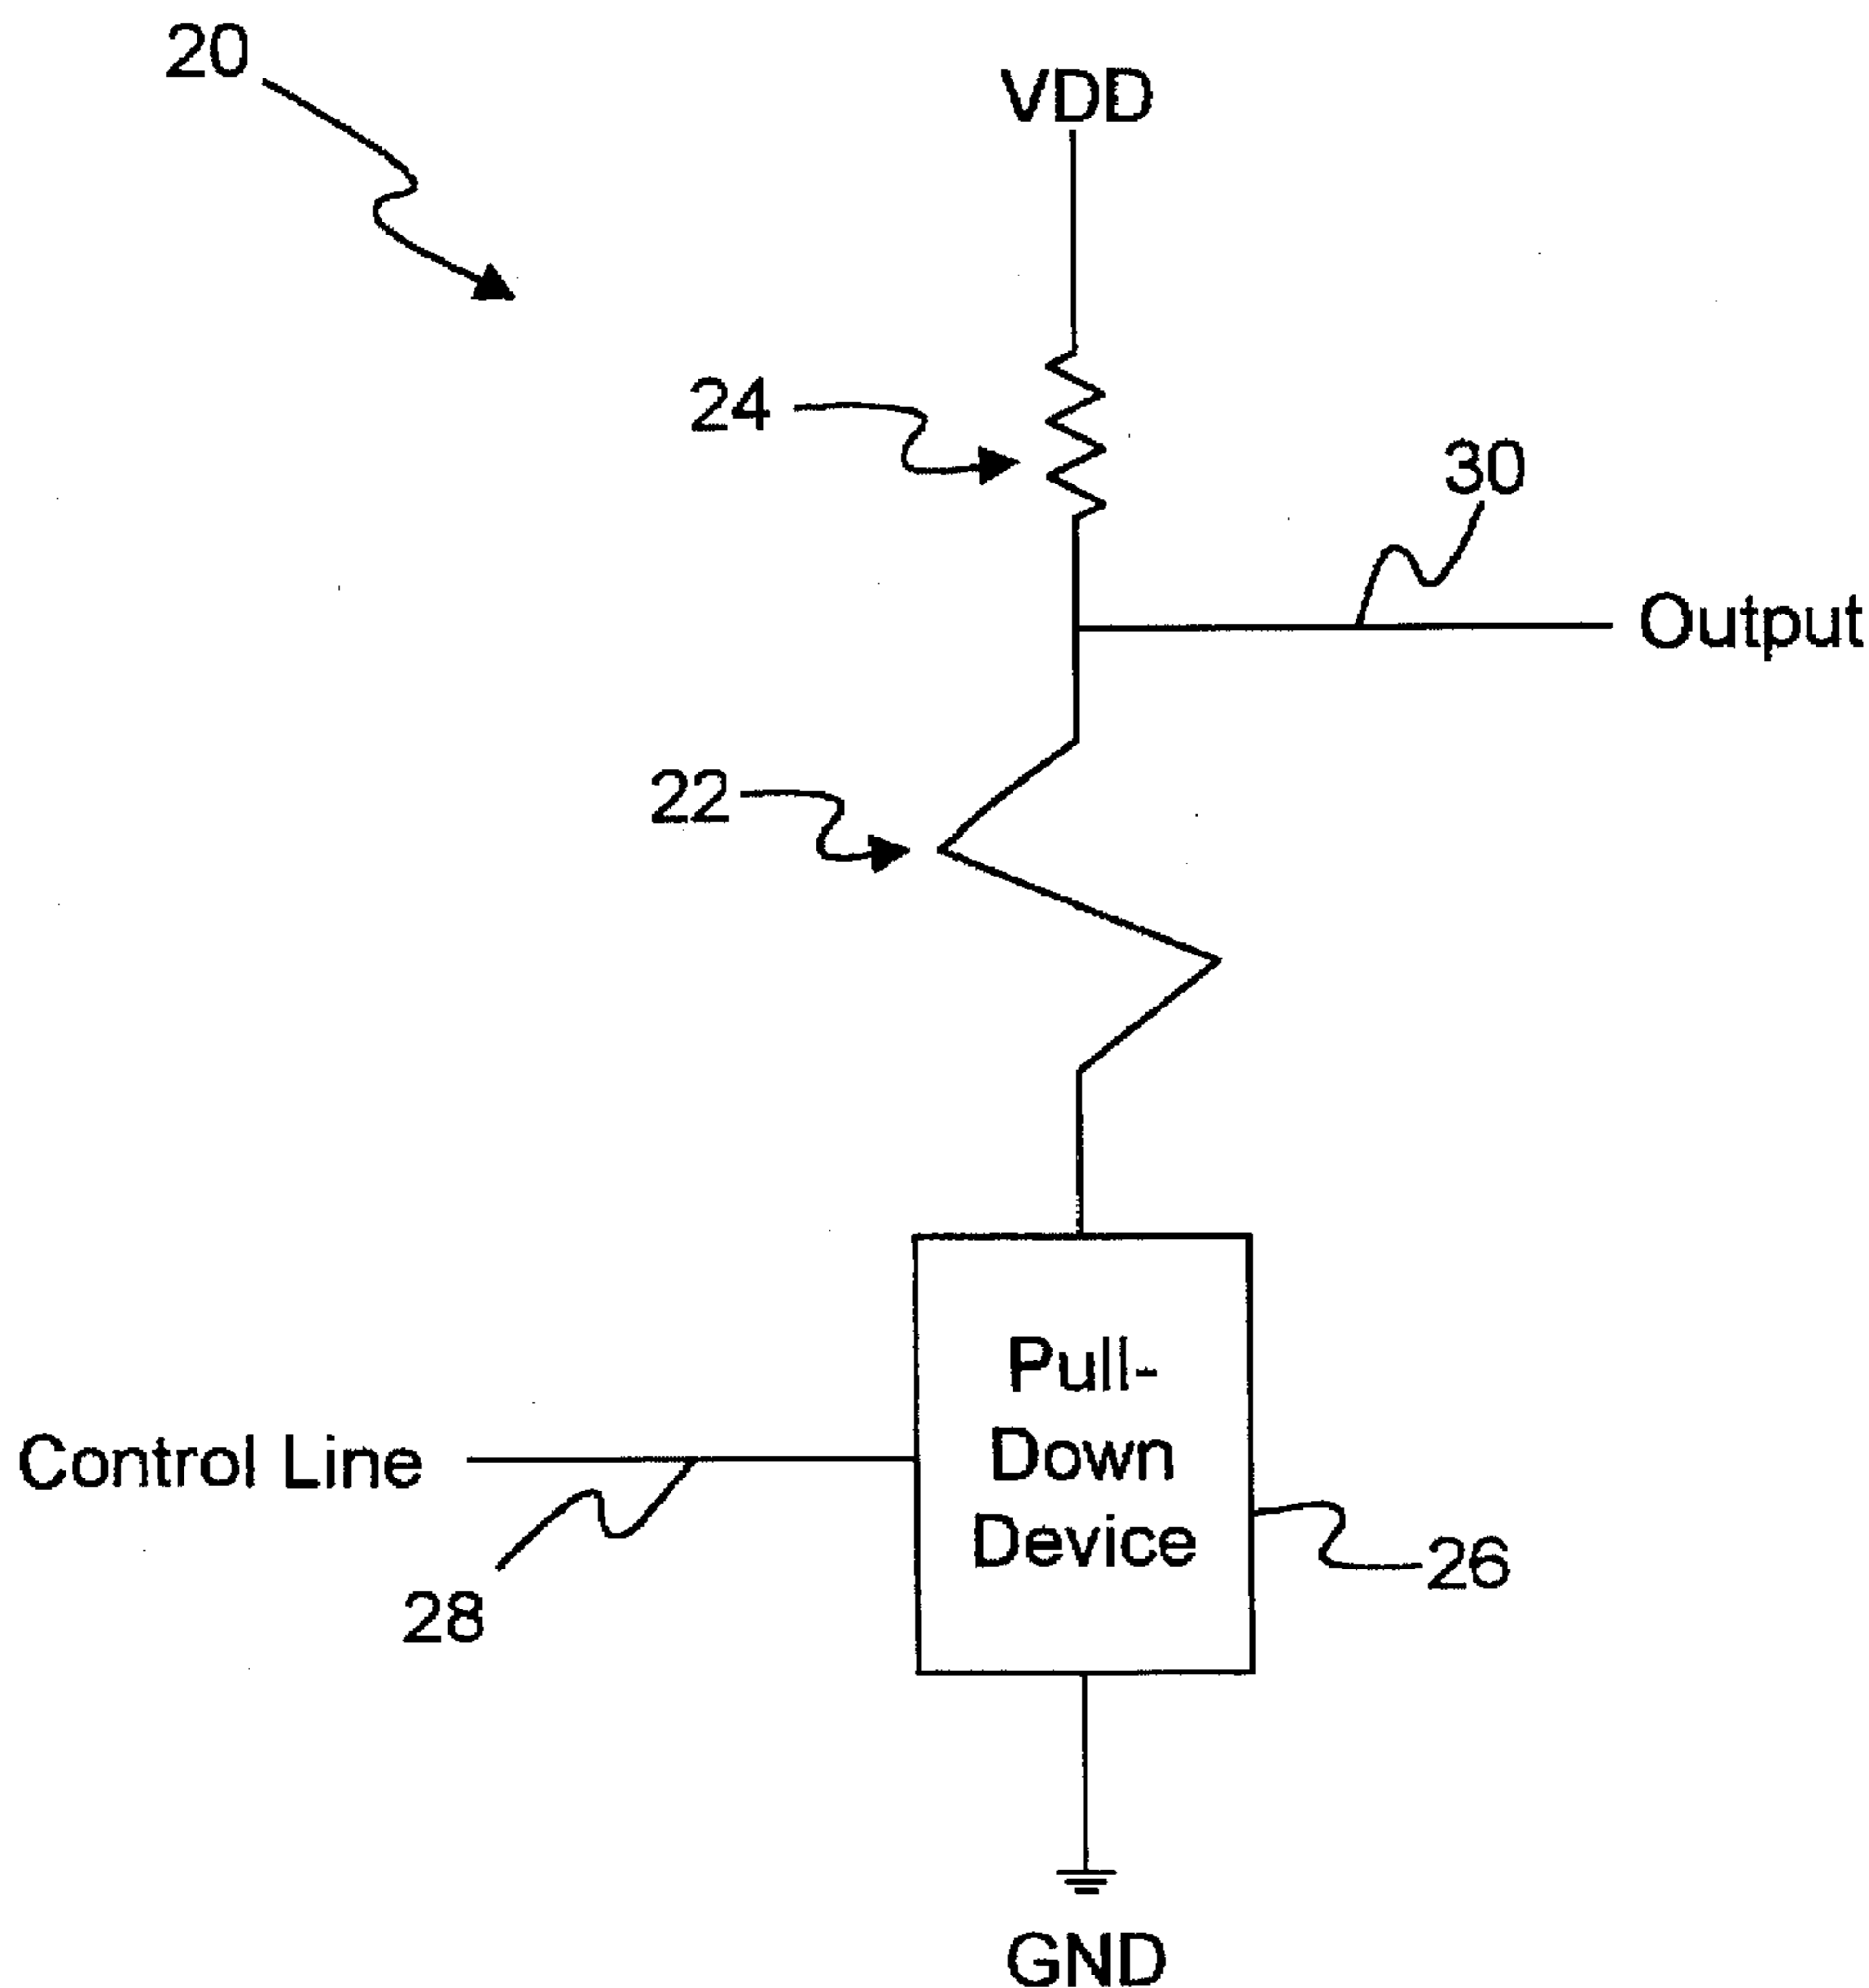 20
VDD
24
30
Output
22
Pull-
Down
Device
Control Line
26
28
GND